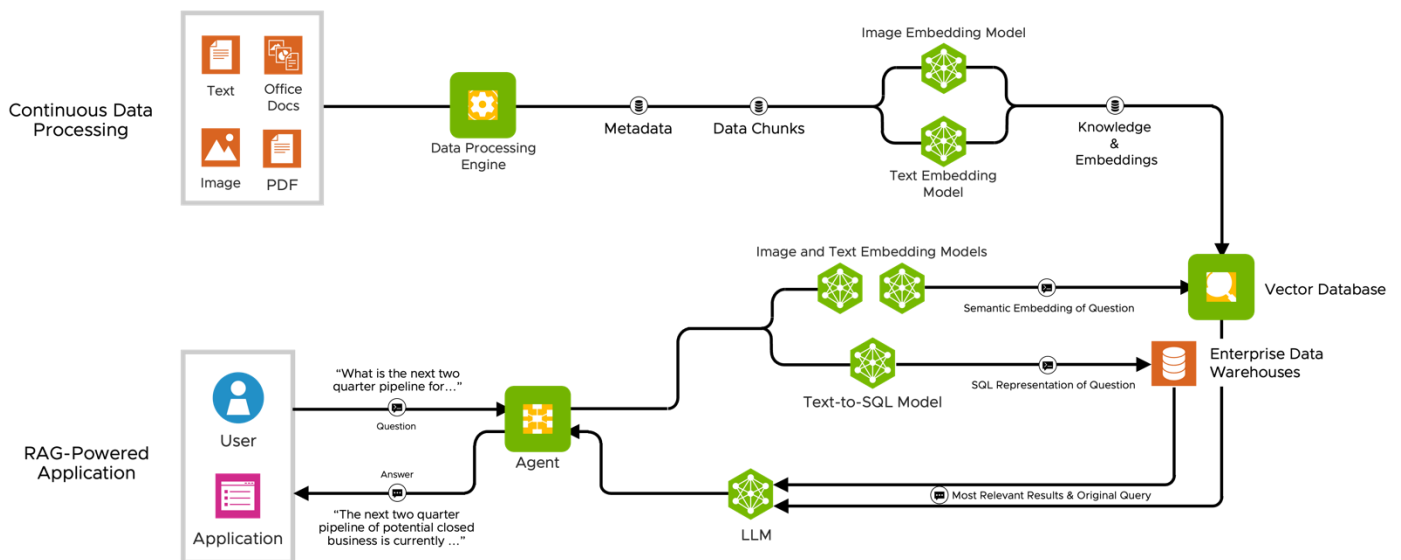 Continuous Data
Processing
Text
Office
Docs
Image
PDF
Data Processing
Engine
Metadata
Data Chunks
Image Embedding Model
Text Embedding
Model
Knowledge
&
Embeddings
Vector Database
RAG-Powered
Application
User
Application
“What is the next two
quarter pipeline for...”
Question
Answer
“The next two quarter
pipeline of potential closed
business is currently ...”
Agent
Image and Text Embedding Models
Semantic Embedding of Question
Text-to-SQL Model
SQL Representation of Question
Enterprise Data
Warehouses
Most Relevant Results & Original Query
LLM